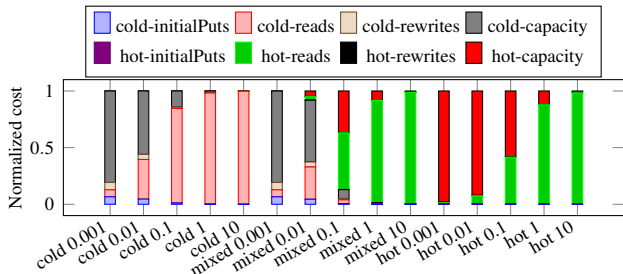 cold-initialPuts cold-reads cold-rewrites cold-capacity
hot-initialPuts hot-reads hot-rewrites hot-capacity
Normalized cost
1
0.5
0
cold 0.001 cold 0.01 cold 0.1 cold 1 cold 10 mixed 0.001 mixed 0.01 mixed 0.1 mixed 1 mixed 10 hot 0.001 hot 0.01 hot 0.1 hot 1 hot 10